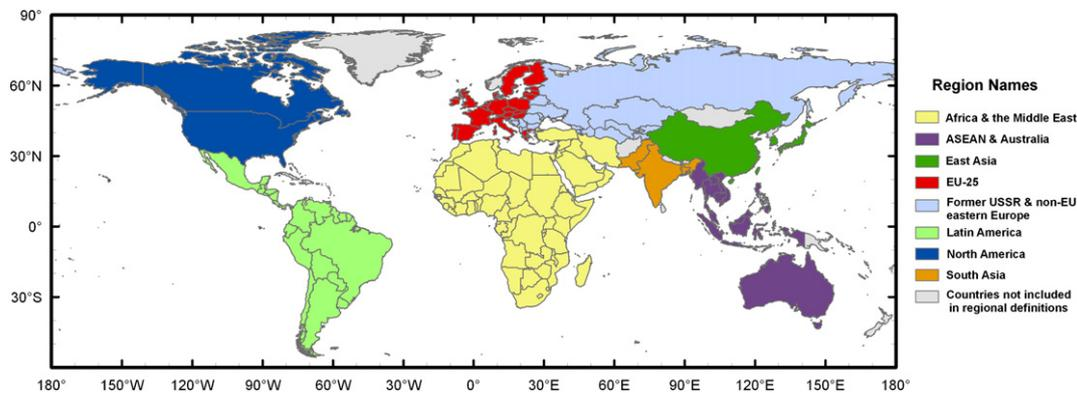 90°
60°N
30°N
0°
30°S
180°
150°W
120°W
90°W
60°W
30°W
0°
30°E
60°E
90°E
120°E
150°E
180°
Region Names
Africa & the Middle East
ASEAN & Australia
East Asia
EU-25
Former USSR & non-EU
eastern Europe
Latin America
North America
South Asia
Countries not included
in regional definitions